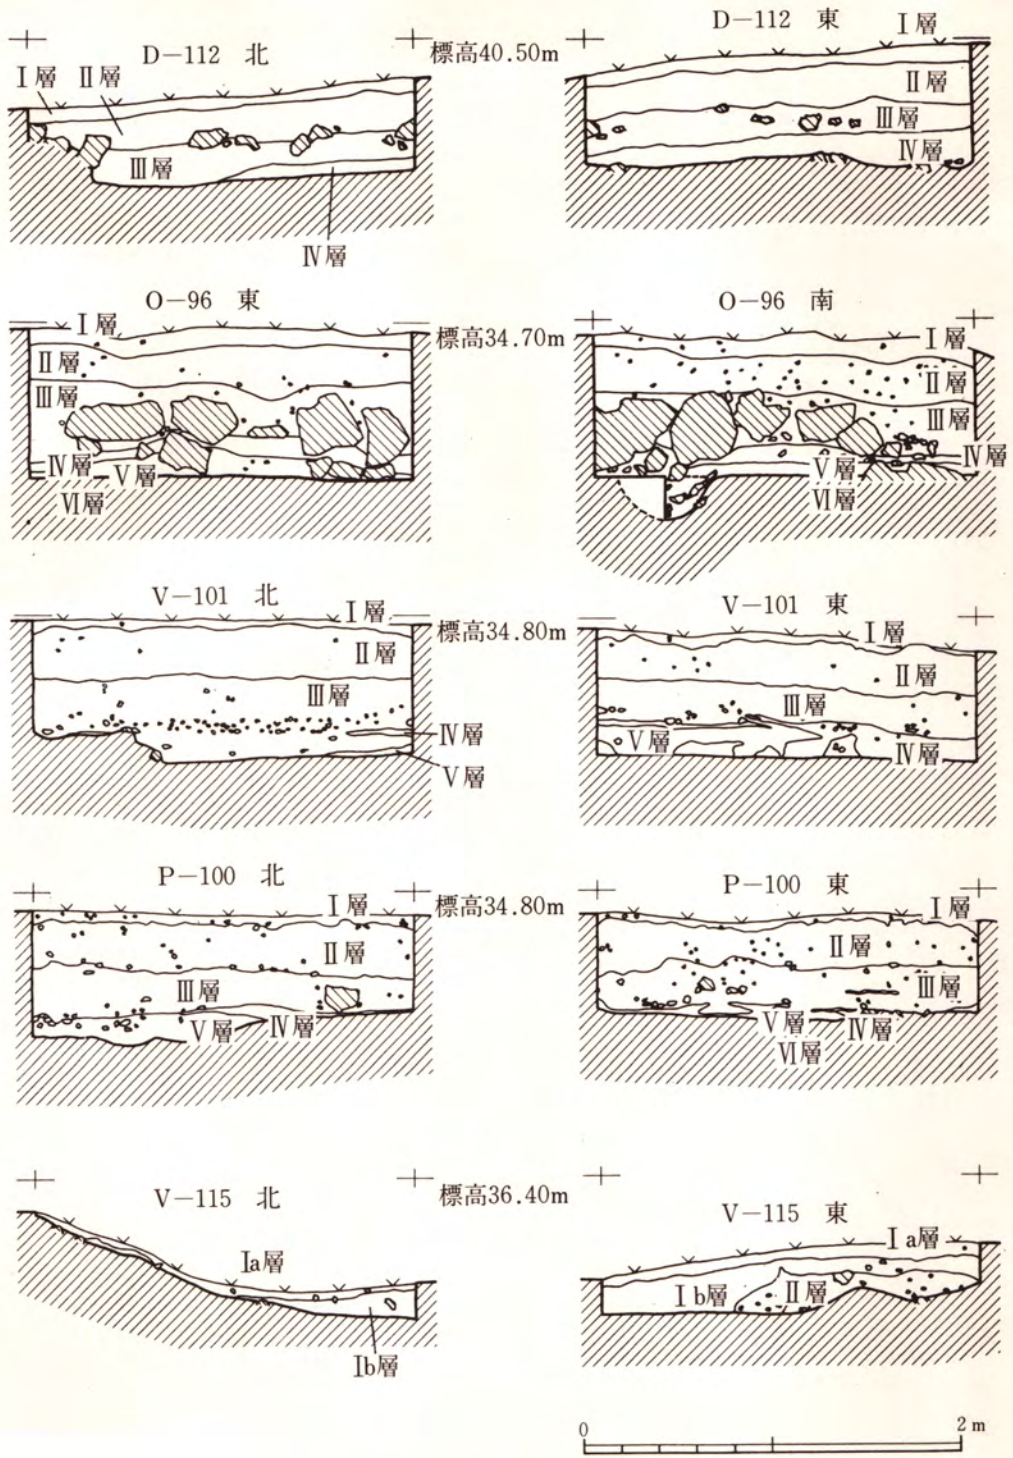 D-112 北
標高40.50m
D-112 東
Ⅰ層
Ⅰ層
Ⅱ層
Ⅲ層
Ⅳ層
Ⅱ層
Ⅲ層
Ⅳ層
O-96 東
標高34.70m
O-96 南
Ⅰ層
Ⅱ層
Ⅲ層
Ⅳ層
Ⅴ層
Ⅵ層
Ⅰ層
Ⅱ層
Ⅲ層
Ⅳ層
Ⅴ層
Ⅵ層
V-101 北
標高34.80m
V-101 東
Ⅰ層
Ⅱ層
Ⅲ層
Ⅳ層
Ⅴ層
Ⅰ層
Ⅱ層
Ⅲ層
Ⅴ層
Ⅳ層
P-100 北
標高34.80m
P-100 東
Ⅰ層
Ⅱ層
Ⅲ層
Ⅴ層
Ⅳ層
Ⅰ層
Ⅱ層
Ⅲ層
Ⅴ層
Ⅳ層
Ⅵ層
V-115 北
標高36.40m
V-115 東
Ⅰa層
Ⅰb層
Ⅰa層
Ⅰb層
Ⅱ層
0
2m